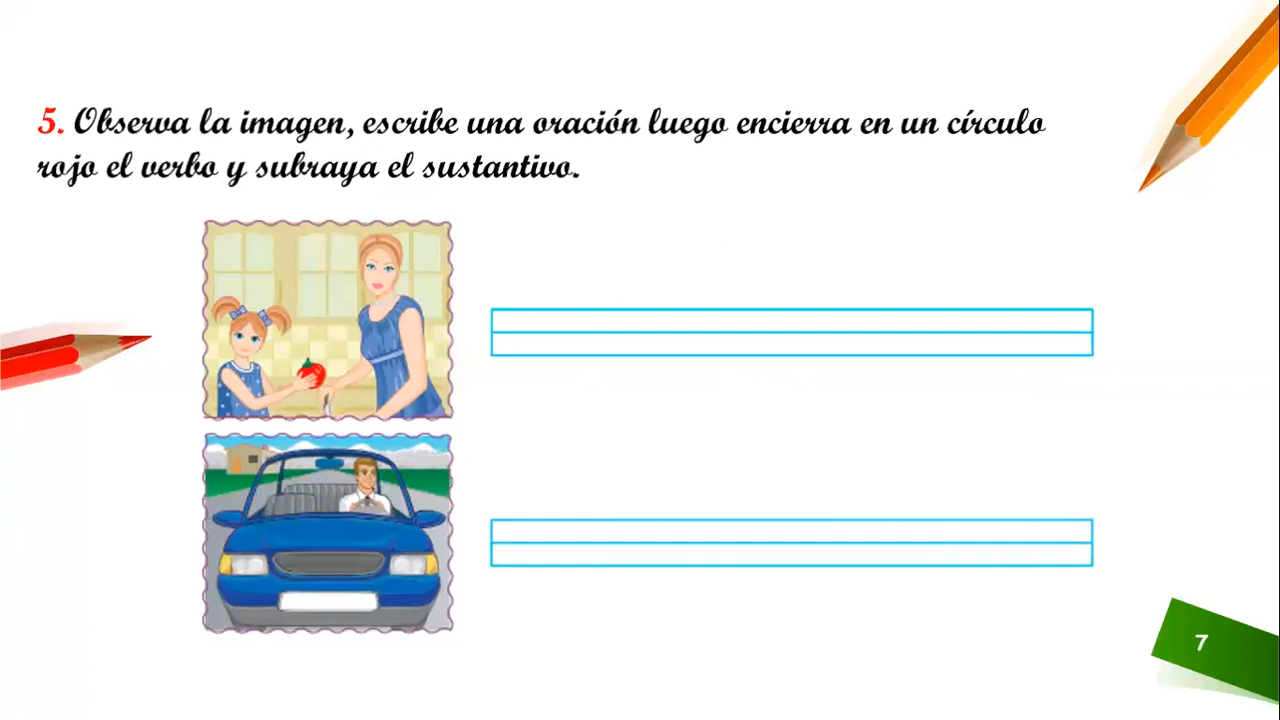 5. Observa la imagen, escribe una oración luego encierra en un círculo
rojo el verbo y subraya el sustantivo.
7